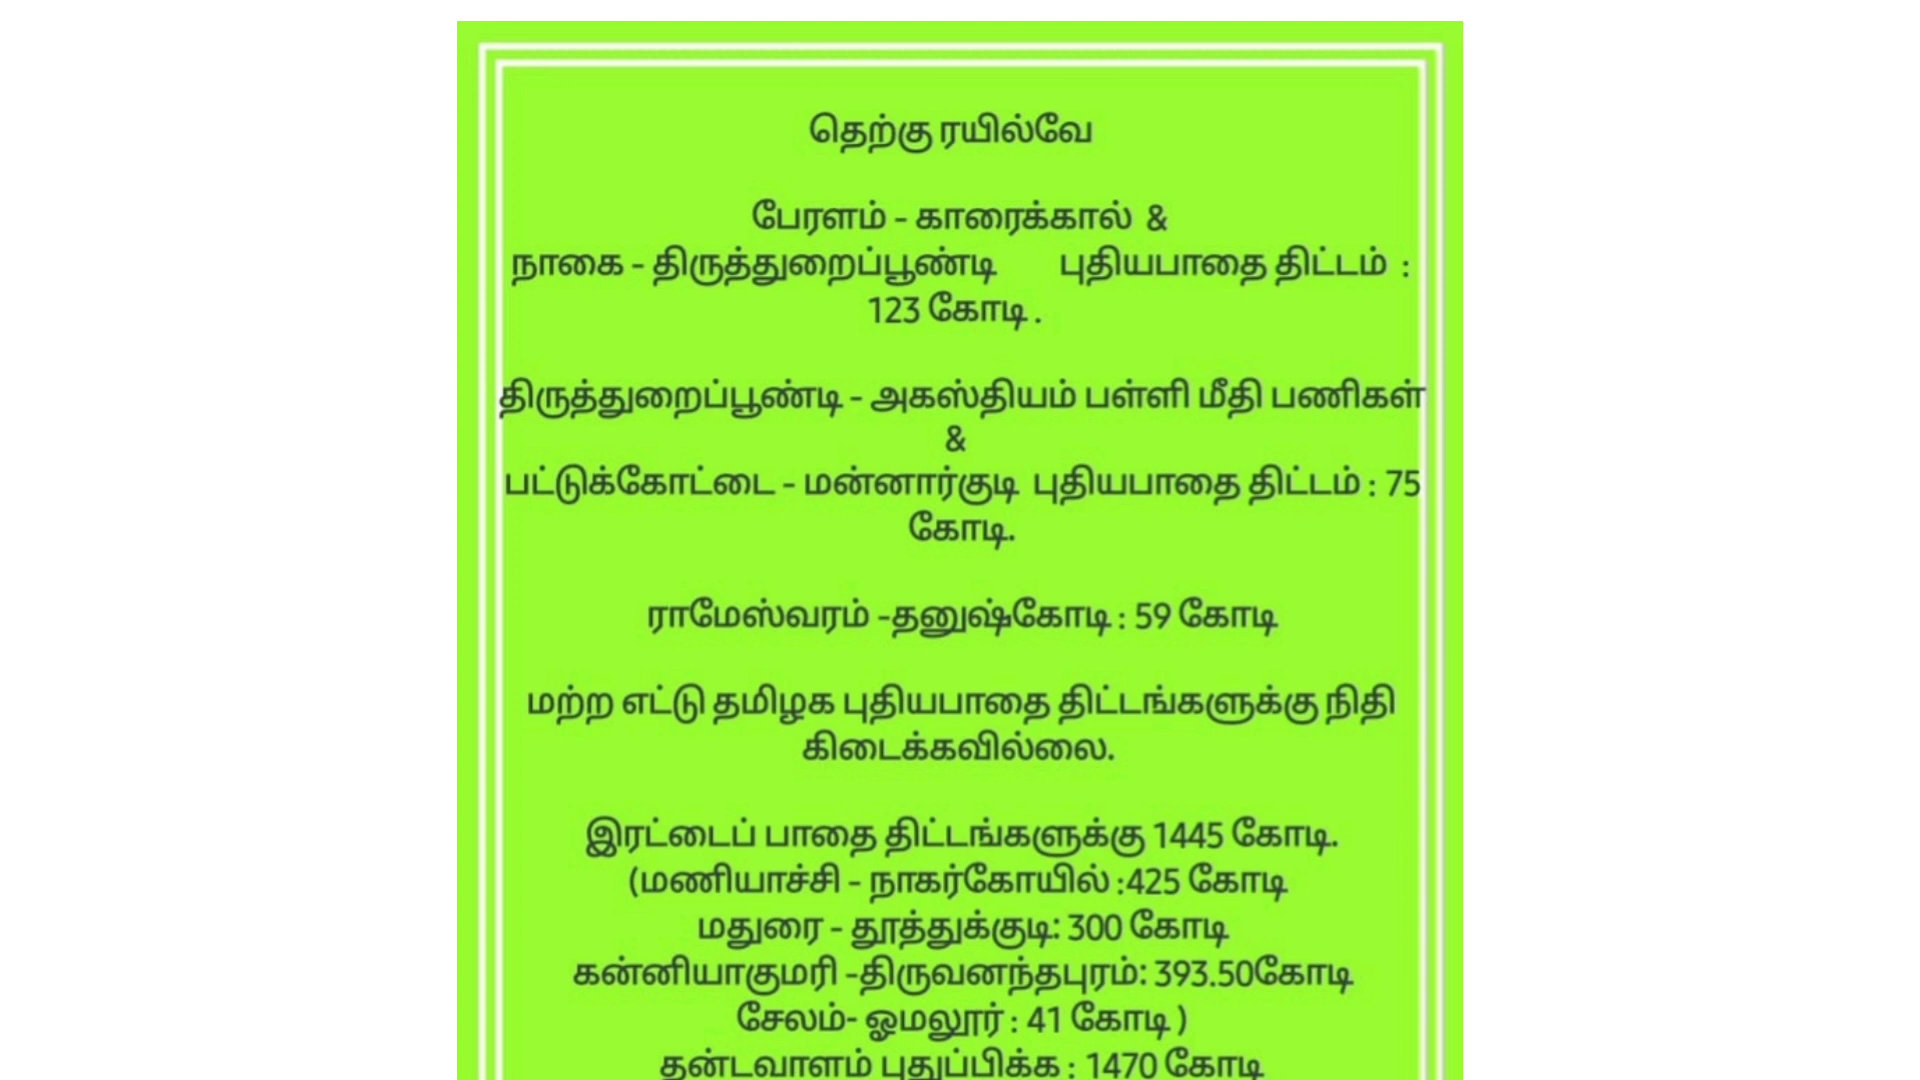 தெற்கு ரயில்வே
பேரளம் - காரைக்கால் &
நாகை - திருத்துறைப்பூண்டி புதியபாதை திட்டம் :
123 கோடி .
திருத்துறைப்பூண்டி - அகஸ்தியம் பள்ளி மீதி பணிகள்
&
பட்டுக்கோட்டை - மன்னார்குடி புதியபாதை திட்டம் : 75
கோடி.
ராமேஸ்வரம் -தனுஷ்கோடி : 59 கோடி
மற்ற எட்டு தமிழக புதியபாதை திட்டங்களுக்கு நிதி
கிடைக்கவில்லை.
இரட்டைப் பாதை திட்டங்களுக்கு 1445 கோடி.
(மணியாச்சி - நாகர்கோயில் :425 கோடி
மதுரை - தூத்துக்குடி: 300 கோடி
கன்னியாகுமரி -திருவனந்தபுரம்: 393.50கோடி
சேலம்- ஓமலூர் : 41 கோடி )
தன்டவாளம் புதுப்பிக்க : 1470 கோடி